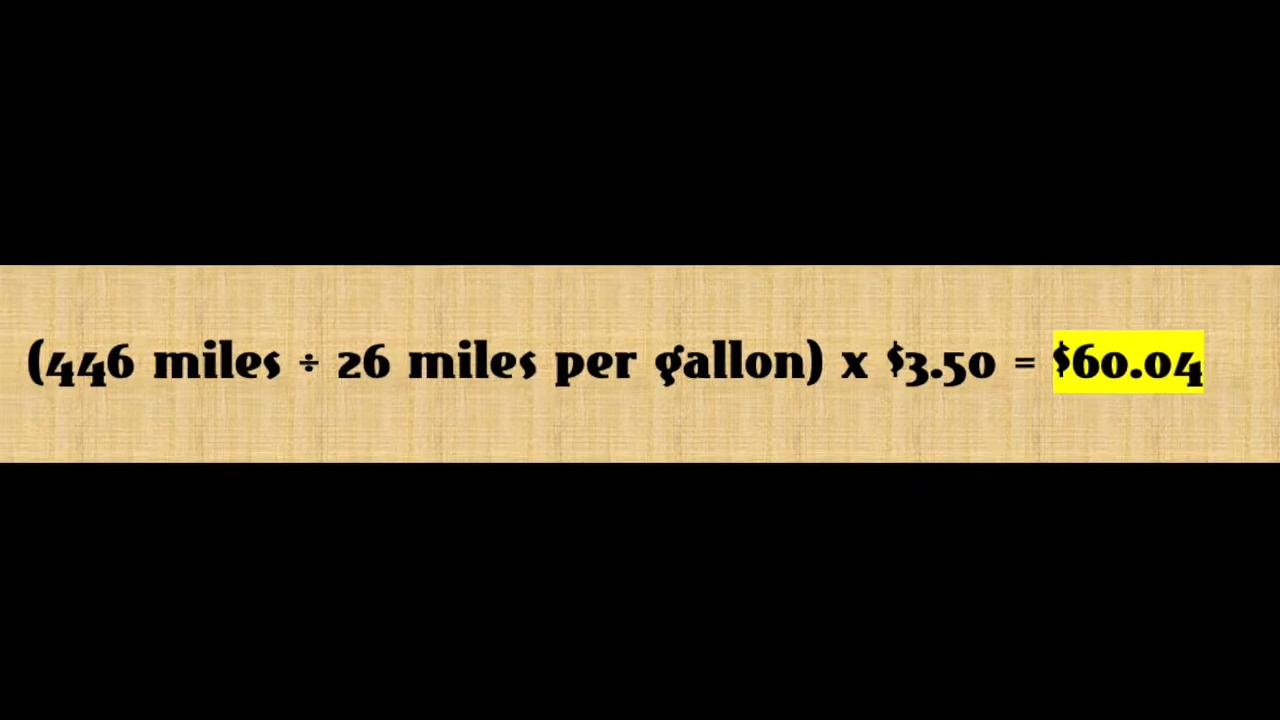 (446 miles ÷ 26 miles per gallon) x $3.50 = $60.04